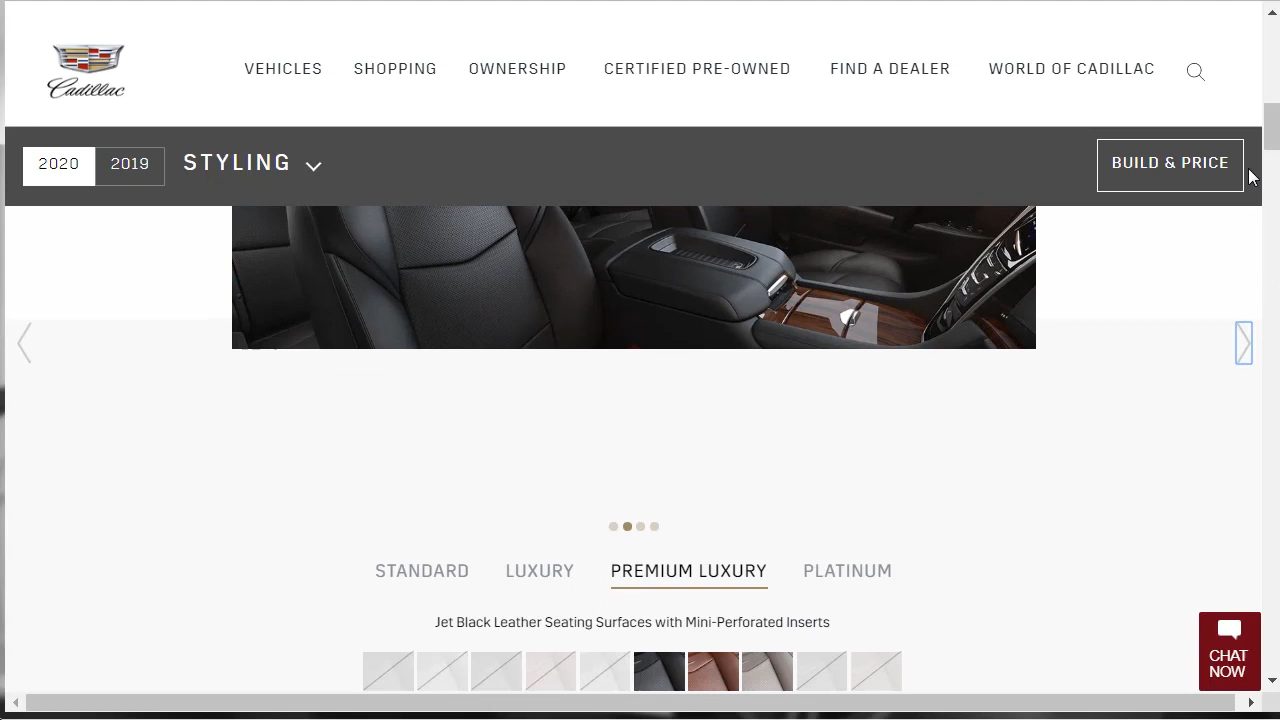 Cadillac
VEHICLES SHOPPING OWNERSHIP CERTIFIED PRE-OWNED FIND A DEALER WORLD OF CADILLAC
2020 2019 STYLING BUILD & PRICE
STANDARD LUXURY PREMIUM LUXURY PLATINUM
Jet Black Leather Seating Surfaces with Mini-Perforated Inserts
CHAT
NOW